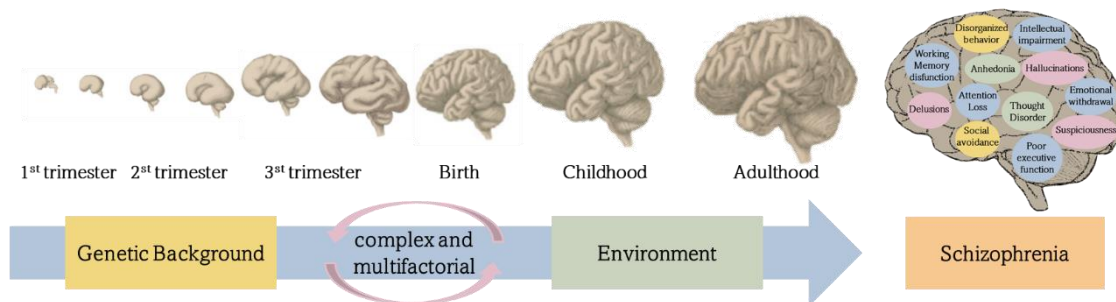 Disorganized
behavior
Intellectual
impairment
Working
Memory
disfunction
Anhedonia
Hallucinations
Emotional
withdrawal
Delusions
Attention
Loss
Thought
Disorder
Suspiciousness
Social
avoidance
Poor
executive
function
1st trimester 2st trimester 3st trimester Birth Childhood Adulthood
Genetic Background
complex and
multifactorial
Environment
Schizophrenia